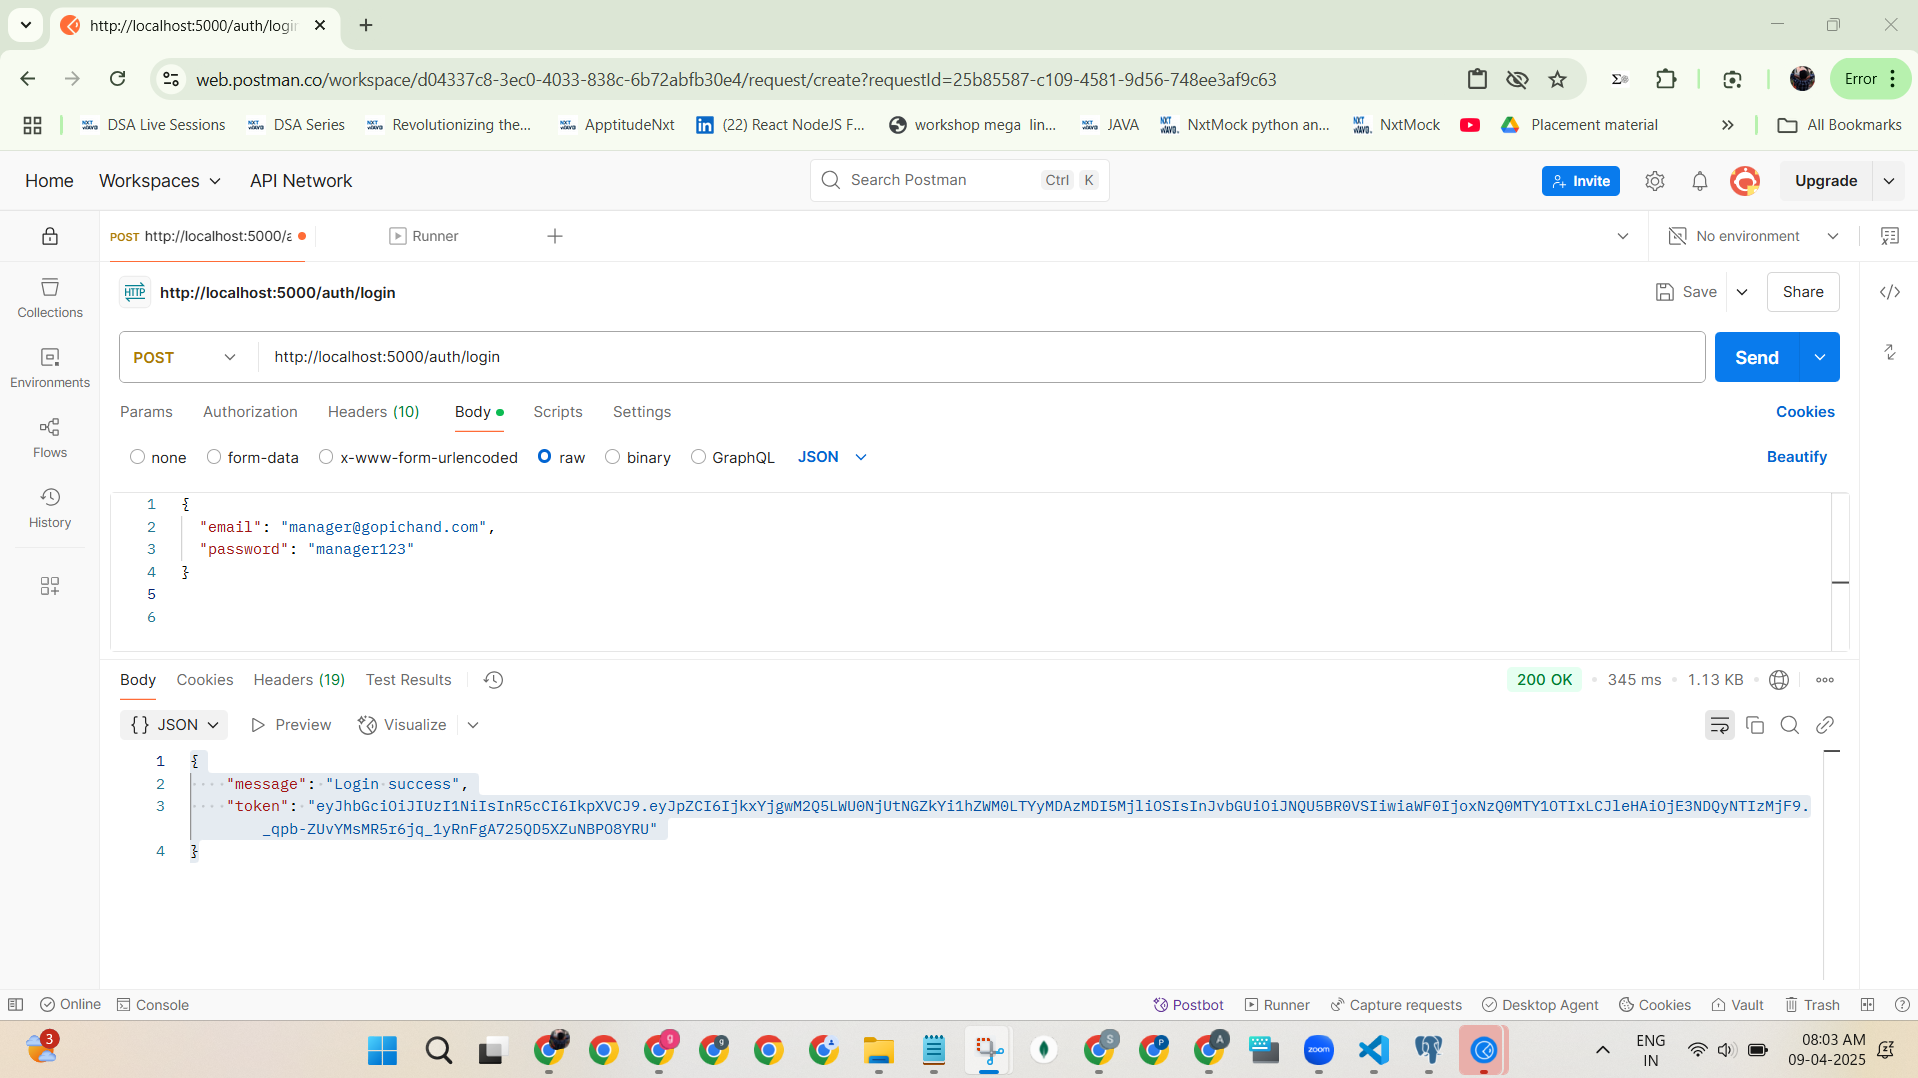 http://localhost:5000/auth/login
web.postman.co/workspace/d04337c8-3ec0-4033-838c-6b72abfb30e4/request/create?requestId=25b85587-c109-4581-9d56-748ee3af9c63
Error
DSA Live Sessions
DSA Series
Revolutionizing the...
ApptitudeNxt
(22) React NodeJS F...
workshop mega lin...
JAVA
NxtMock python an...
NxtMock
Placement material
All Bookmarks
Home
Workspaces
API Network
Search Postman
Ctrl K
Invite
Upgrade
POST http://localhost:5000/a
Runner
No environment
Collections
Environments
Flows
History
HTTP http://localhost:5000/auth/login
Save
Share
POST
http://localhost:5000/auth/login
Send
Params
Authorization
Headers (10)
Body
Scripts
Settings
Cookies
none
form-data
x-www-form-urlencoded
raw
binary
GraphQL
JSON
Beautify
1 {
2 "email": "manager@gopichand.com",
3 "password": "manager123"
4 }
5
6
Body
Cookies
Headers (19)
Test Results
200 OK
345 ms
1.13 KB
{} JSON
Preview
Visualize
1 {
2 "message": "Login success",
3 "token": "eyJhbGciOiJIUzI1NiIsInR5cCI6IkpXVCJ9.eyJpZCI6IjkxYjgwM2Q5LWU0NjUtNGZkYi1hZWM0LTYyMDAzMDI5MjliOSIsInJvbGUiOiJNQU5BR0VSIiwiaWF0IjoxNzQ0MTY1OTIxLCJleHAiOjE3NDQyNTIzMjF9.
_qpb-ZUvYMsMR5r6jq_1yRnFgA725QD5XZuNBPO8YRU"
4 }
Online
Console
Postbot
Runner
Capture requests
Desktop Agent
Cookies
Vault
Trash
3
zoom
ENG
IN
08:03 AM
09-04-2025